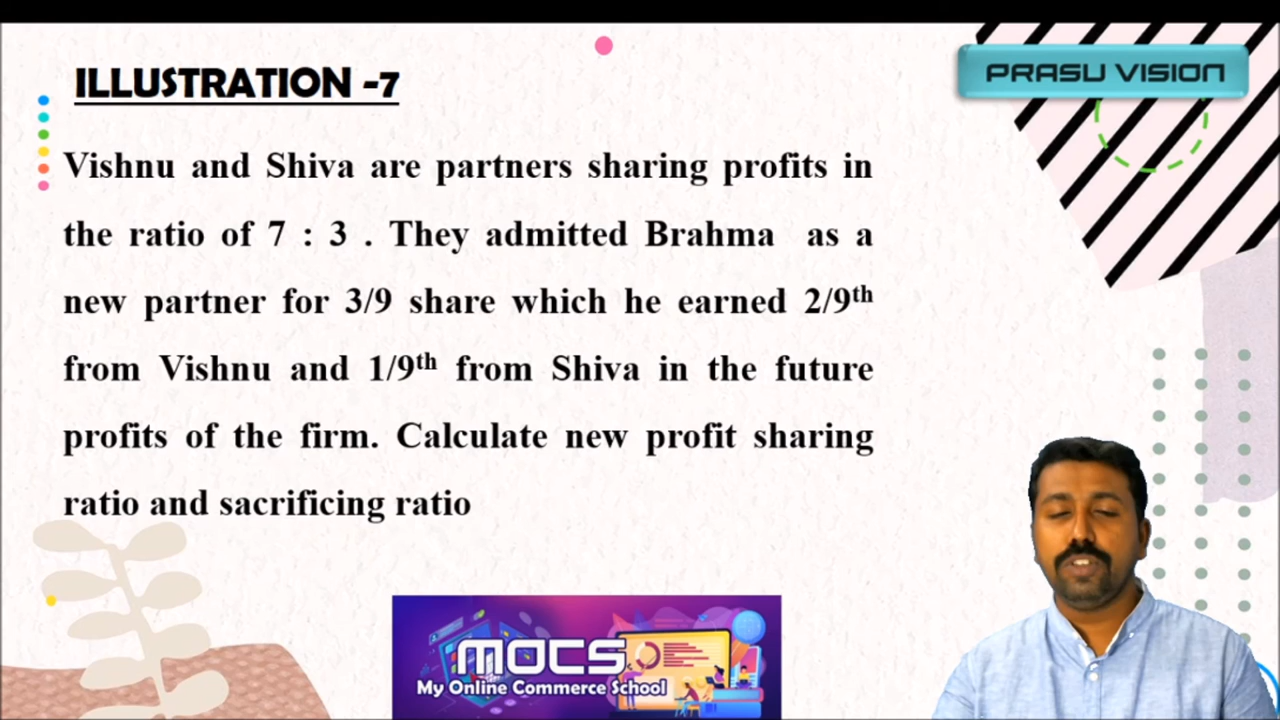 ILLUSTRATION -7
PRASU VISION
Vishnu and Shiva are partners sharing profits in
the ratio of 7 : 3 . They admitted Brahma as a
new partner for 3/9 share which he earned 2/9th
from Vishnu and 1/9th from Shiva in the future
profits of the firm. Calculate new profit sharing
ratio and sacrificing ratio
MOCS
My Online Commerce School